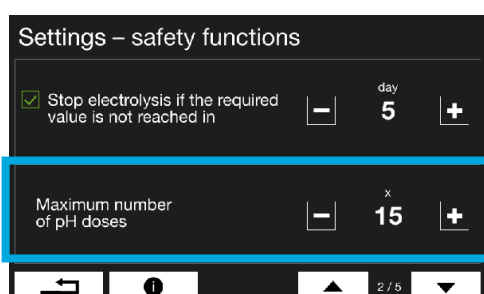 Settings – safety functions
Stop electrolysis if the required
value is not reached in
day
5
Maximum number
of pH doses
x
15
2/5